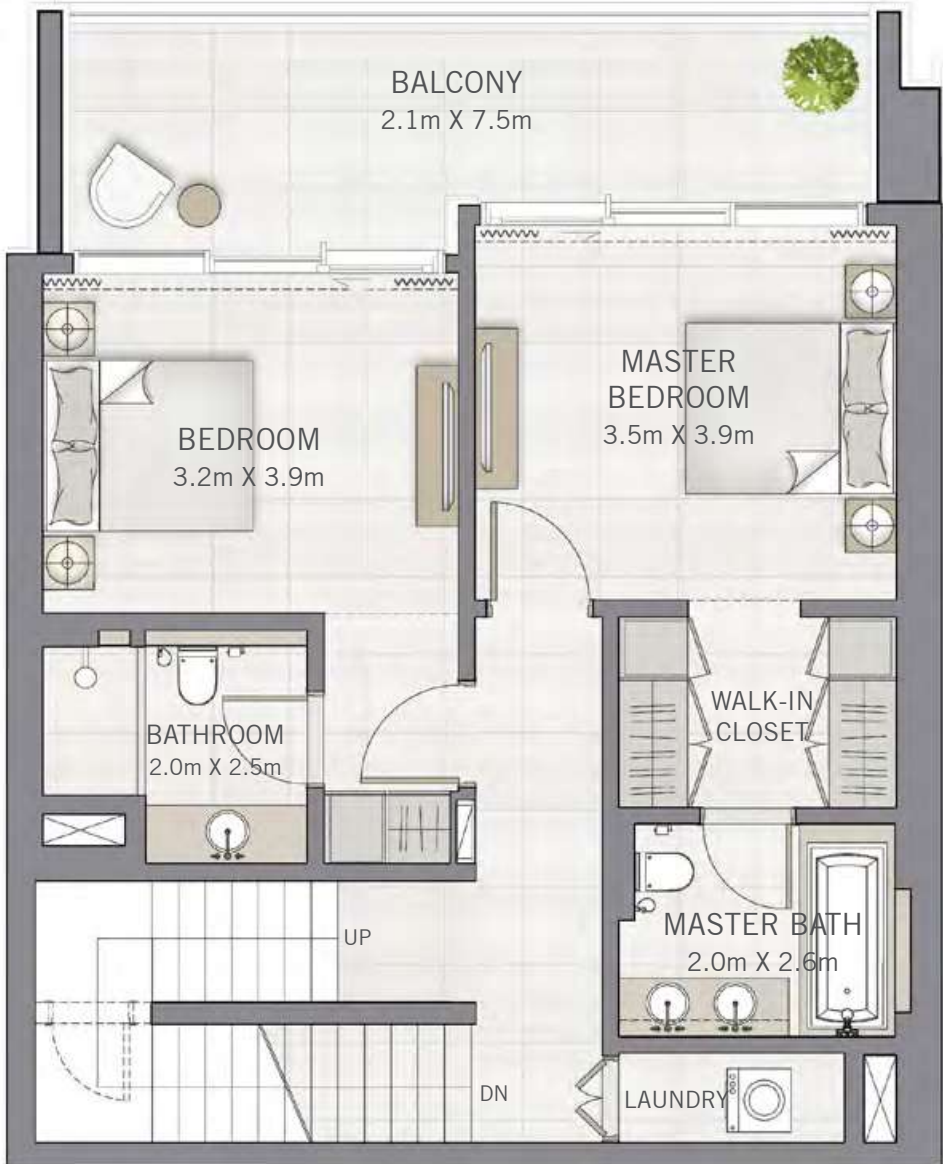 BALCONY
2.1m X 7.5m
MASTER
BEDROOM
3.5m X 3.9m
BEDROOM
3.2m X 3.9m
WALK-IN
CLOSET
BATHROOM
2.0m X 2.5m
MASTER BATH
2.0m X 2.6m
UP
DN
LAUNDRY